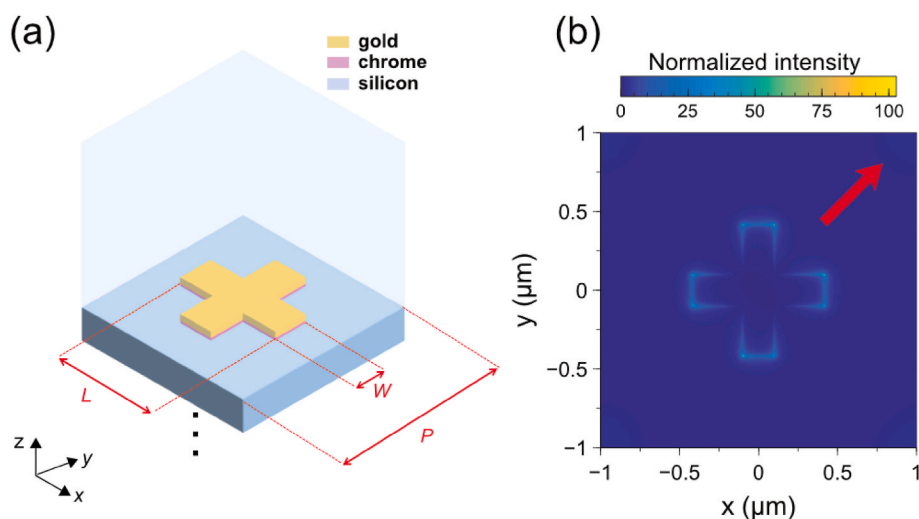 (a)
gold
chrome
silicon
L
W
P
z
y
x
(b)
Normalized intensity
0 25 50 75 100
1
0.5
0
−0.5
−1
y (μm)
−1 −0.5 0 0.5 1
x (μm)